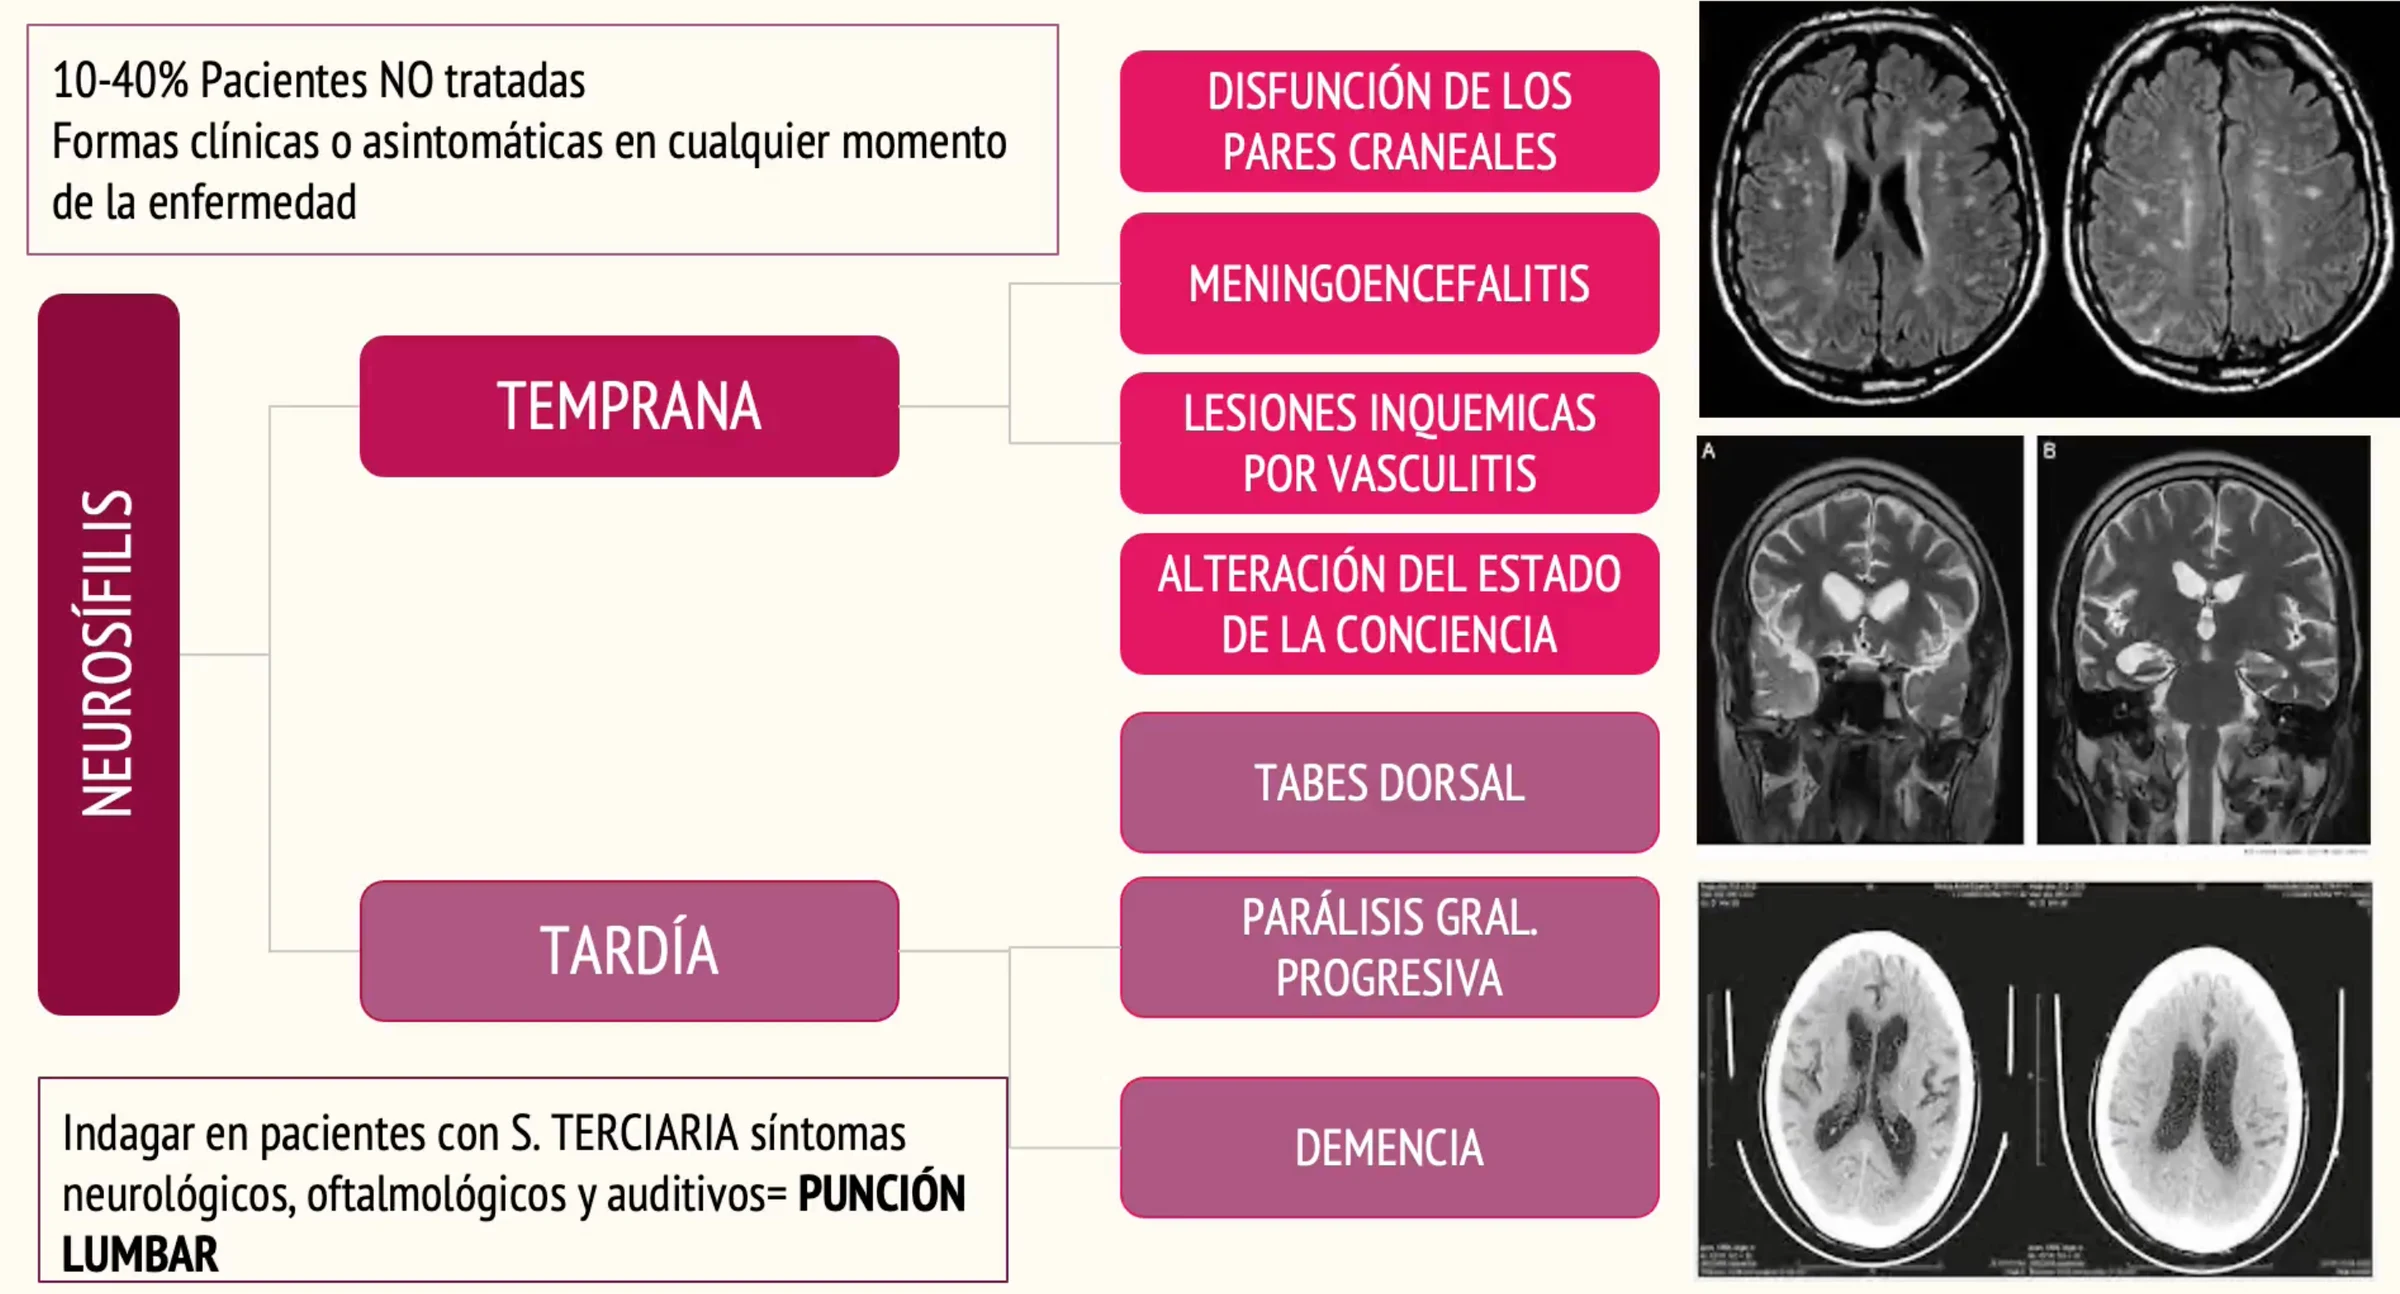 10-40% Pacientes NO tratadas
Formas clínicas o asintomáticas en cualquier momento
de la enfermedad
NEUROSÍFILIS
TEMPRANA
DISFUNCIÓN DE LOS
PARES CRANEALES
MENINGOENCEFALITIS
LESIONES INQUEMICAS
POR VASCULITIS
ALTERACIÓN DEL ESTADO
DE LA CONCIENCIA
TARDÍA
TABES DORSAL
PARÁLISIS GRAL.
PROGRESIVA
DEMENCIA
Indagar en pacientes con S. TERCIARIA síntomas
neurológicos, oftalmológicos y auditivos= PUNCIÓN
LUMBAR
A
B